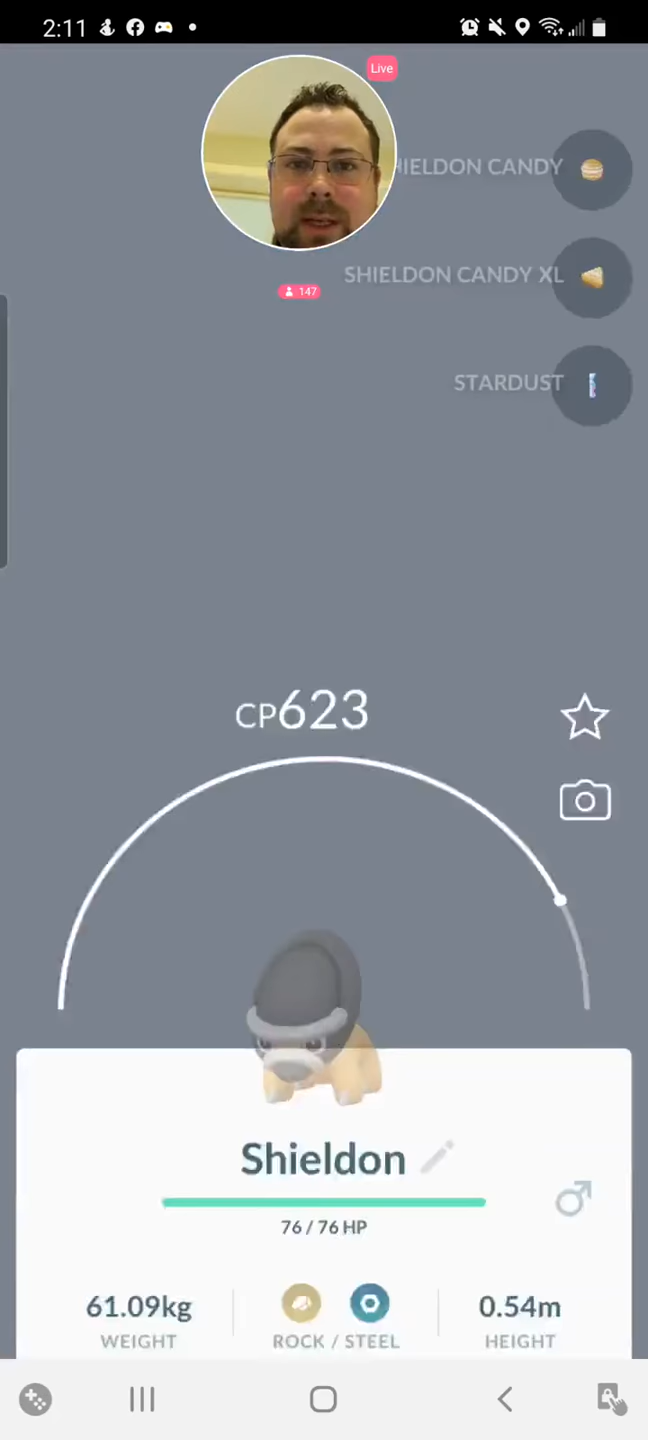 2:11
Live
HIELDON CANDY
147
SHIELDON CANDY XL
STARDUST
CP623
Shieldon
76 / 76 HP
61.09kg
0.54m
WEIGHT
ROCK / STEEL
HEIGHT